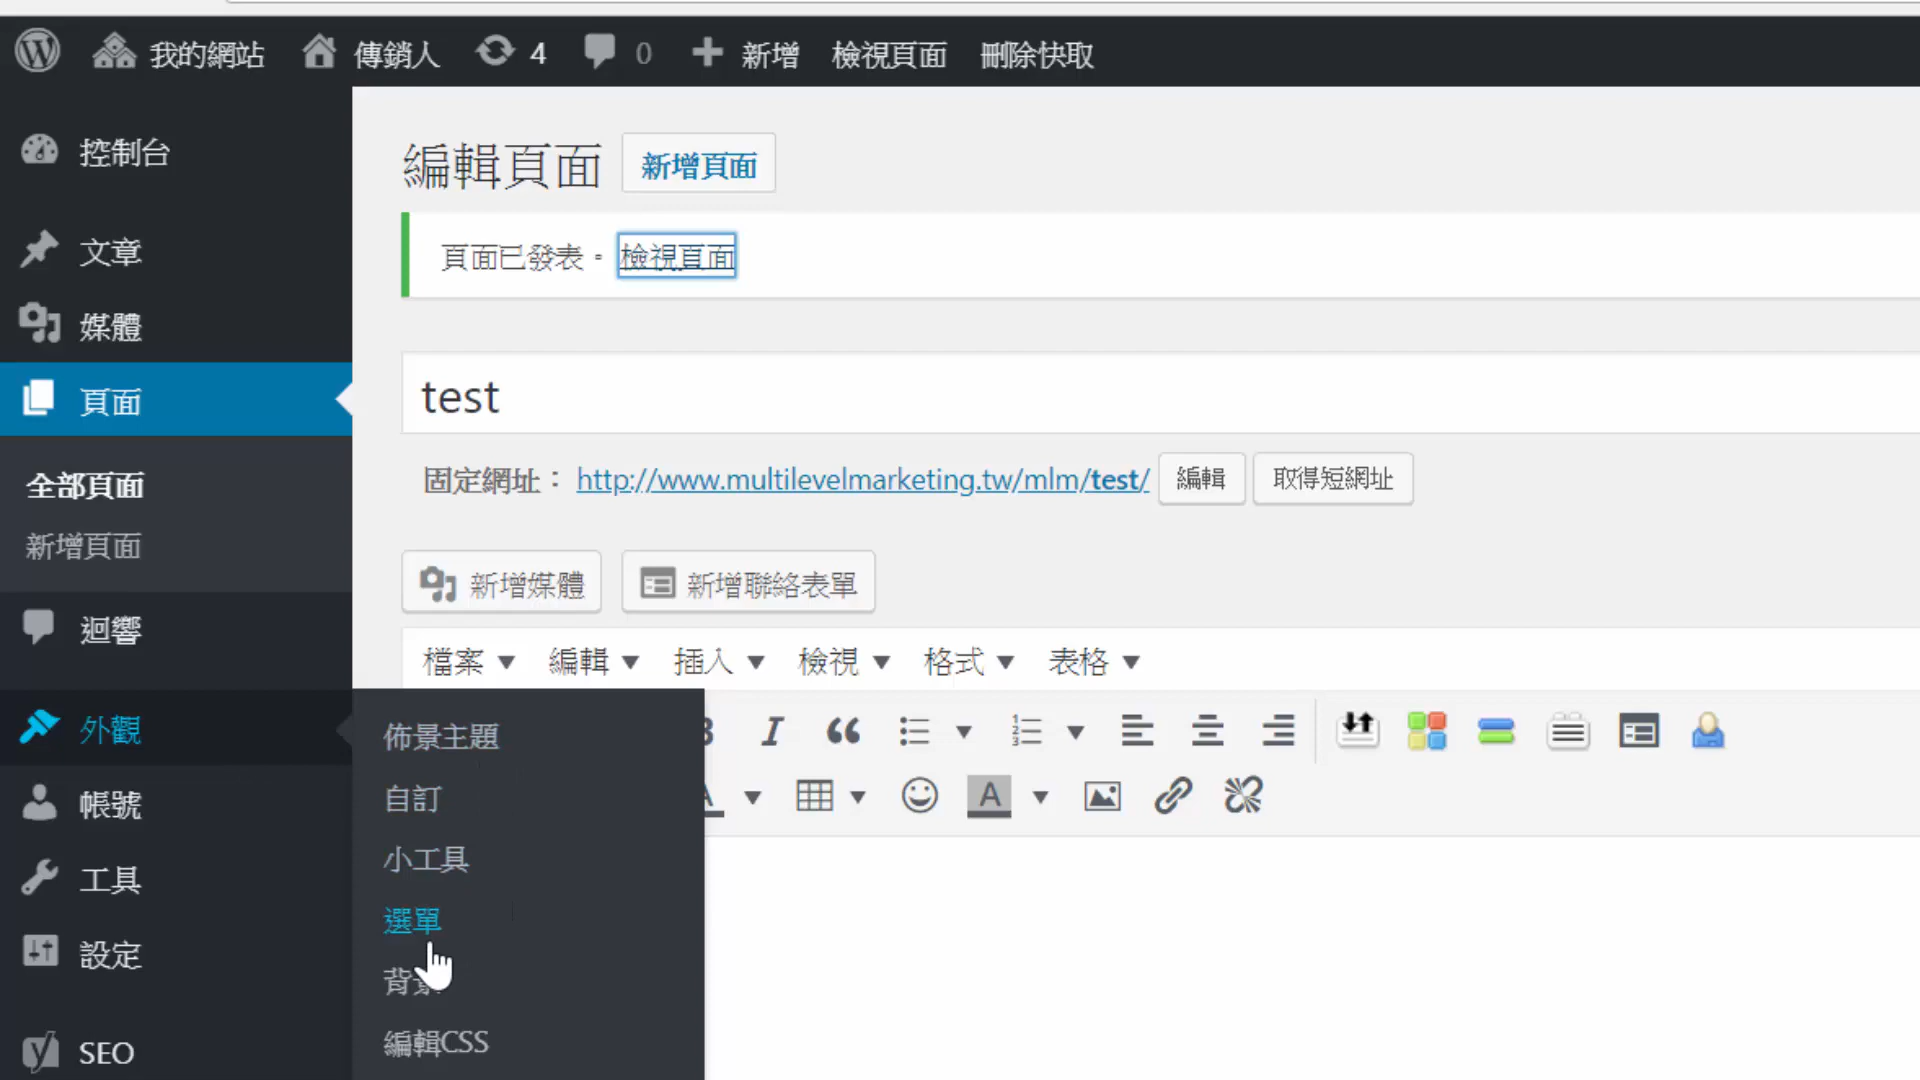 我的網站 傳銷人 4 0 新增 檢視頁面 刪除快取
控制台
文章
媒體
頁面
全部頁面
新增頁面
迴響
外觀
帳號
工具
設定
SEO
編輯頁面 新增頁面
頁面已發表。 檢視頁面
test
固定網址： http://www.multilevelmarketing.tw/mlm/test/ 編輯 取得短網址
新增媒體 新增聯絡表單
檔案 編輯 插入 檢視 格式 表格
佈景主題
自訂
小工具
選單
背景
編輯CSS